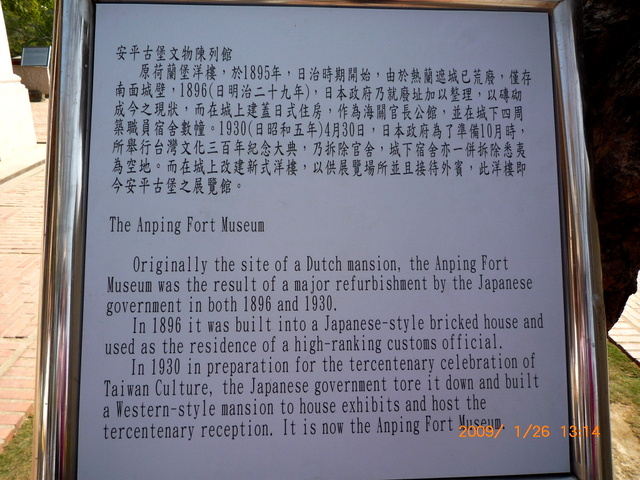 安平古堡文物陳列館
原荷蘭堡洋樓，於1895年，日治時期開始，由於熱蘭遮城已荒廢，僅存
南面城壁，1896(日明治二十九年)，日本政府乃就廢址加以整理，以磚砌
成今之現狀，而在城上建蓋日式住房，作為海關官長公館，並在城下四周
築職員宿舍數幢。1930(日昭和五年)4月30日，日本政府為了準備10月時，
所舉行台灣文化三百年紀念大典，乃拆除官舍，城下宿舍亦一併拆除悉夷
為空地。而在城上改建新式洋樓，以供展覽場所並且接待外賓，此洋樓即
今安平古堡之展覽館。
The Anping Fort Museum
Originally the site of a Dutch mansion, the Anping Fort
Museum was the result of a major refurbishment by the Japanese
government in both 1896 and 1930.
In 1896 it was built into a Japanese-style bricked house and
used as the residence of a high-ranking customs official.
In 1930 in preparation for the tercentenary celebration of
Taiwan Culture, the Japanese government tore it down and built
a Western-style mansion to house exhibits and host the
tercentenary reception. It is now the Anping Fort Museum.
2009/ 1/26 13:14